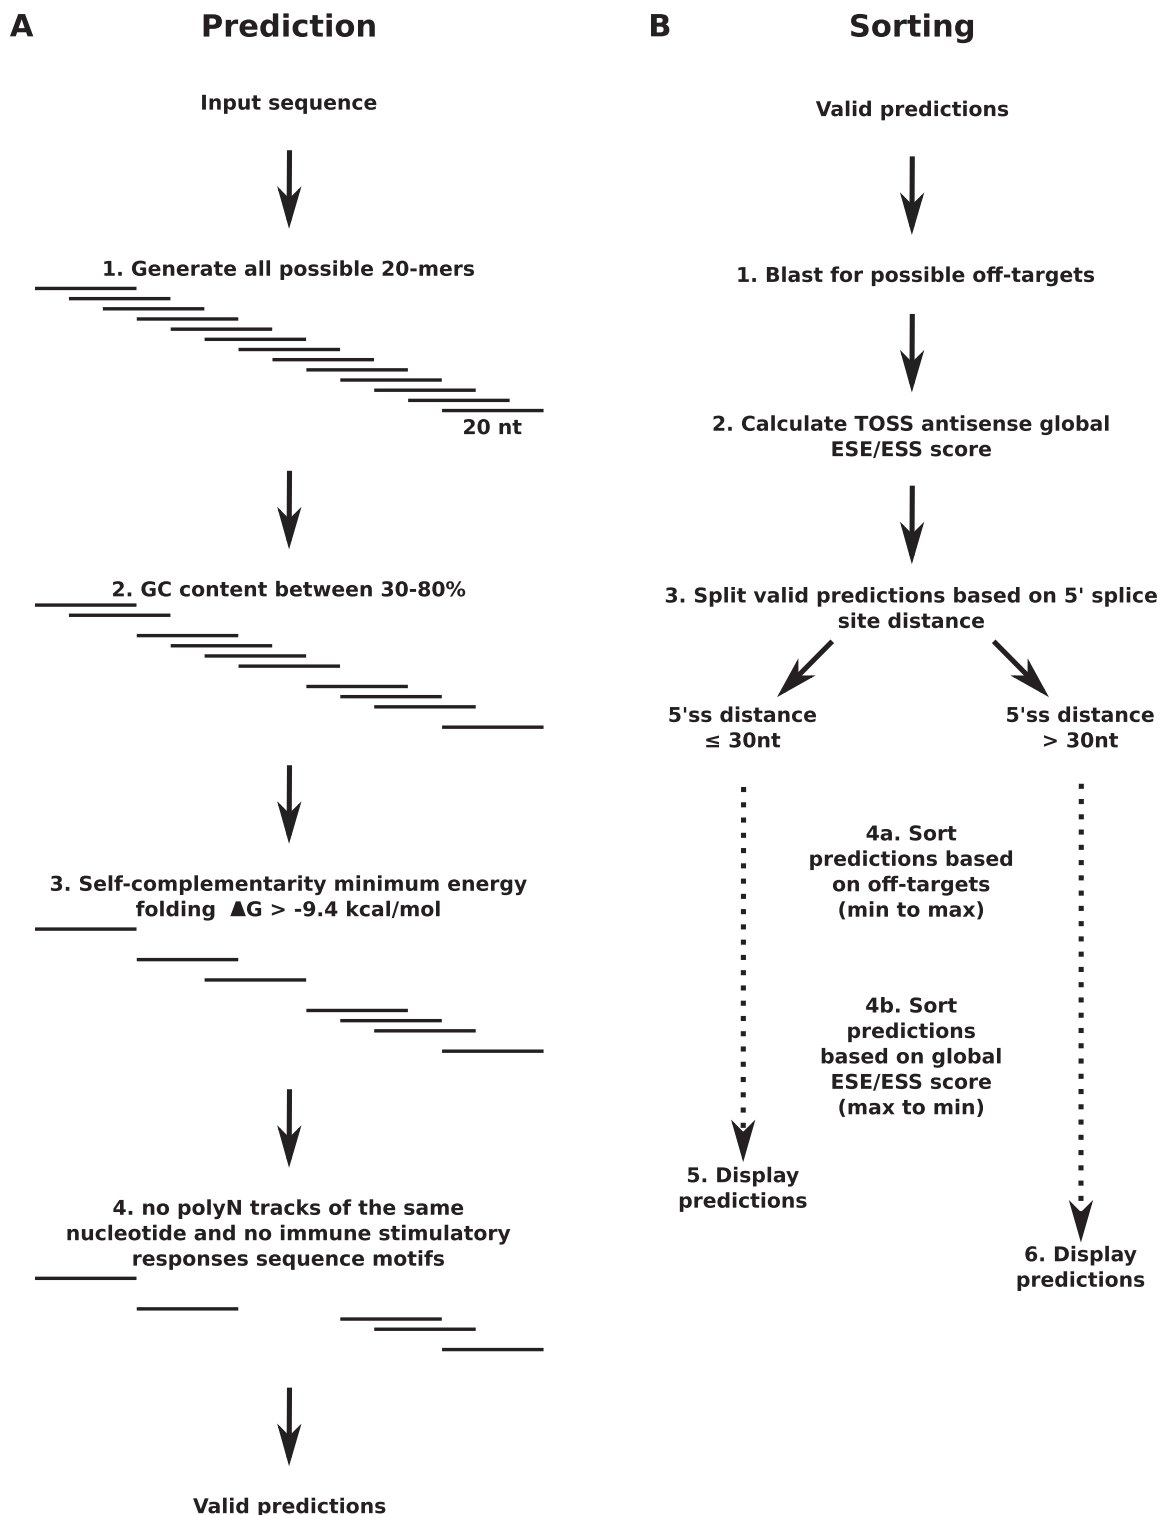 A
Prediction
Input sequence
1. Generate all possible 20-mers
20 nt
2. GC content between 30-80%
3. Self-complementarity minimum energy
folding ΔG > -9.4 kcal/mol
4. no polyN tracks of the same
nucleotide and no immune stimulatory
responses sequence motifs
Valid predictions
B
Sorting
Valid predictions
1. Blast for possible off-targets
2. Calculate TOSS antisense global
ESE/ESS score
3. Split valid predictions based on 5' splice
site distance
5'ss distance
≤ 30nt
5'ss distance
> 30nt
4a. Sort
predictions based
on off-targets
(min to max)
4b. Sort
predictions
based on global
ESE/ESS score
(max to min)
5. Display
predictions
6. Display
predictions